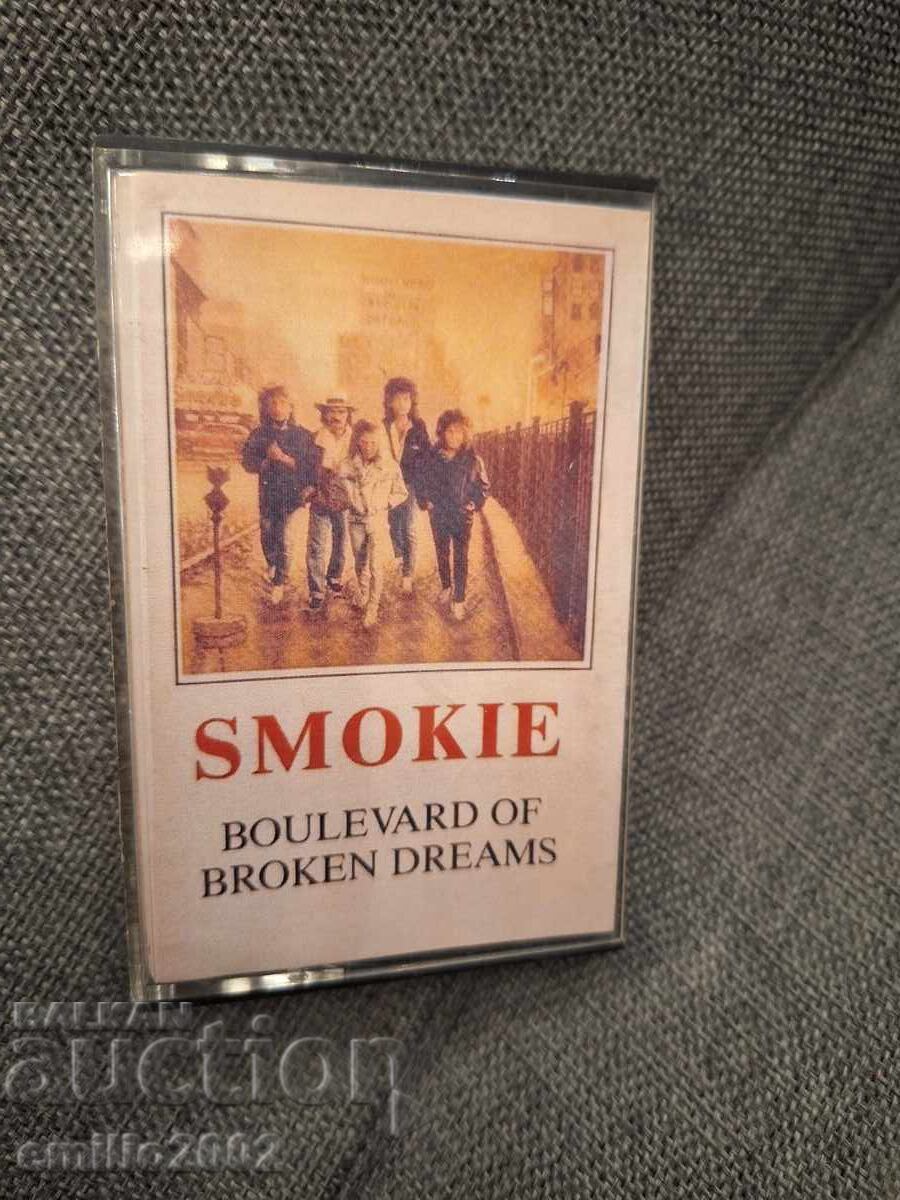 SMOKIE
BOULEVARD OF
BROKEN DREAMS
BALKAN
auction
emilio2002